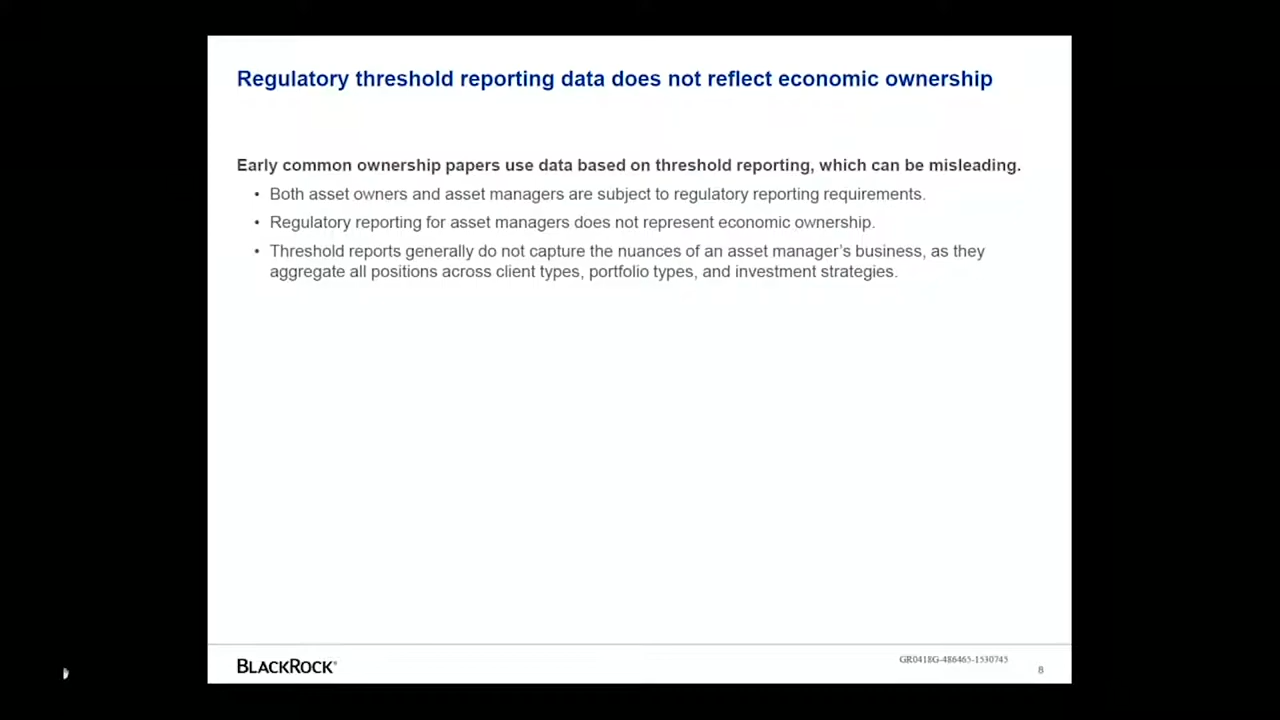 Regulatory threshold reporting data does not reflect economic ownership
Early common ownership papers use data based on threshold reporting, which can be misleading.
• Both asset owners and asset managers are subject to regulatory reporting requirements.
• Regulatory reporting for asset managers does not represent economic ownership.
• Threshold reports generally do not capture the nuances of an asset manager's business, as they
aggregate all positions across client types, portfolio types, and investment strategies.
BLACKROCK®
GR0418G-486465-1530745
8